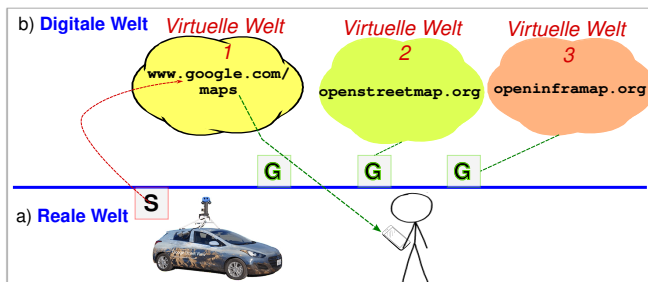 b) Digitale Welt
Virtuelle Welt
1
www.google.com/
maps
Virtuelle Welt
2
openstreetmap.org
Virtuelle Welt
3
openinframap.org
G
G
G
S
a) Reale Welt